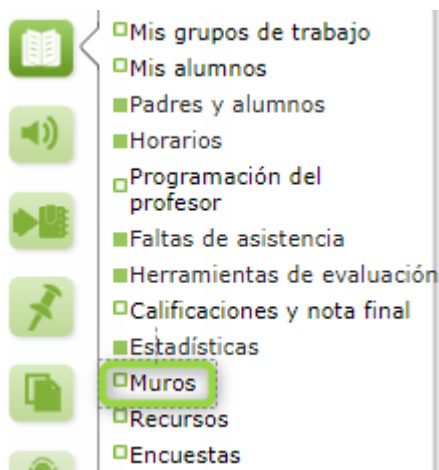 Mis grupos de trabajo
Mis alumnos
Padres y alumnos
Horarios
Programación del
profesor
Faltas de asistencia
Herramientas de evaluación
Calificaciones y nota final
Estadísticas
Muros
Recursos
Encuestas